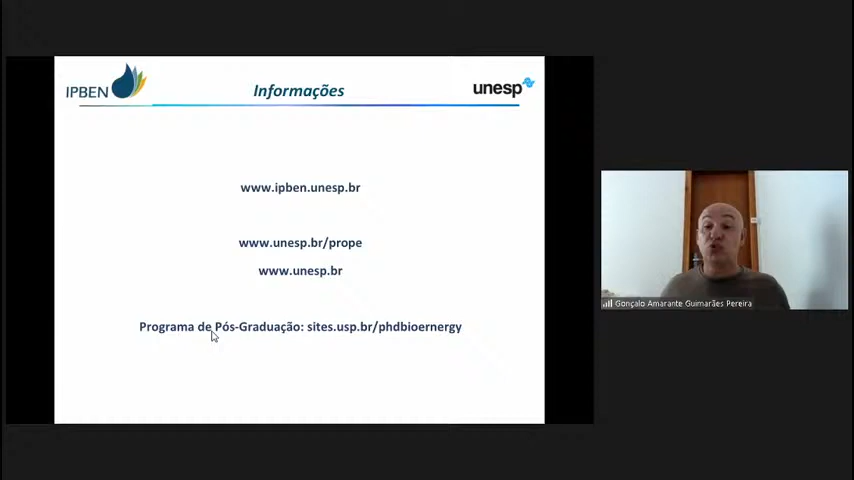 IPBEN
Informações
unesp
www.ipben.unesp.br
www.unesp.br/prope
www.unesp.br
Programa de Pós-Graduação: sites.usp.br/phdbioernergy
Gonçalo Amarante Guimarães Pereira